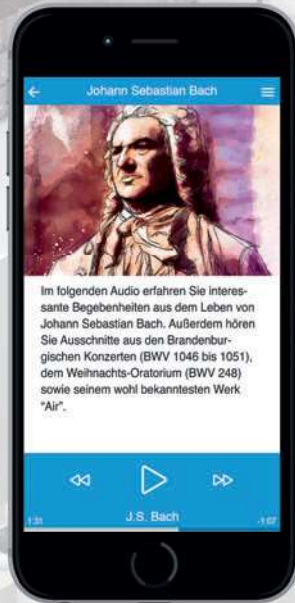 Johann Sebastian Bach
Im folgenden Audio erfahren Sie interes-
sante Begebenheiten aus dem Leben von
Johann Sebastian Bach. Außerdem hören
Sie Ausschnitte aus den Brandenbur-
gischen Konzerten (BWV 1046 bis 1051),
dem Weihnachts-Oratorium (BWV 248)
sowie seinem wohl bekanntesten Werk
"Air".
J.S. Bach
1:31 -1:07